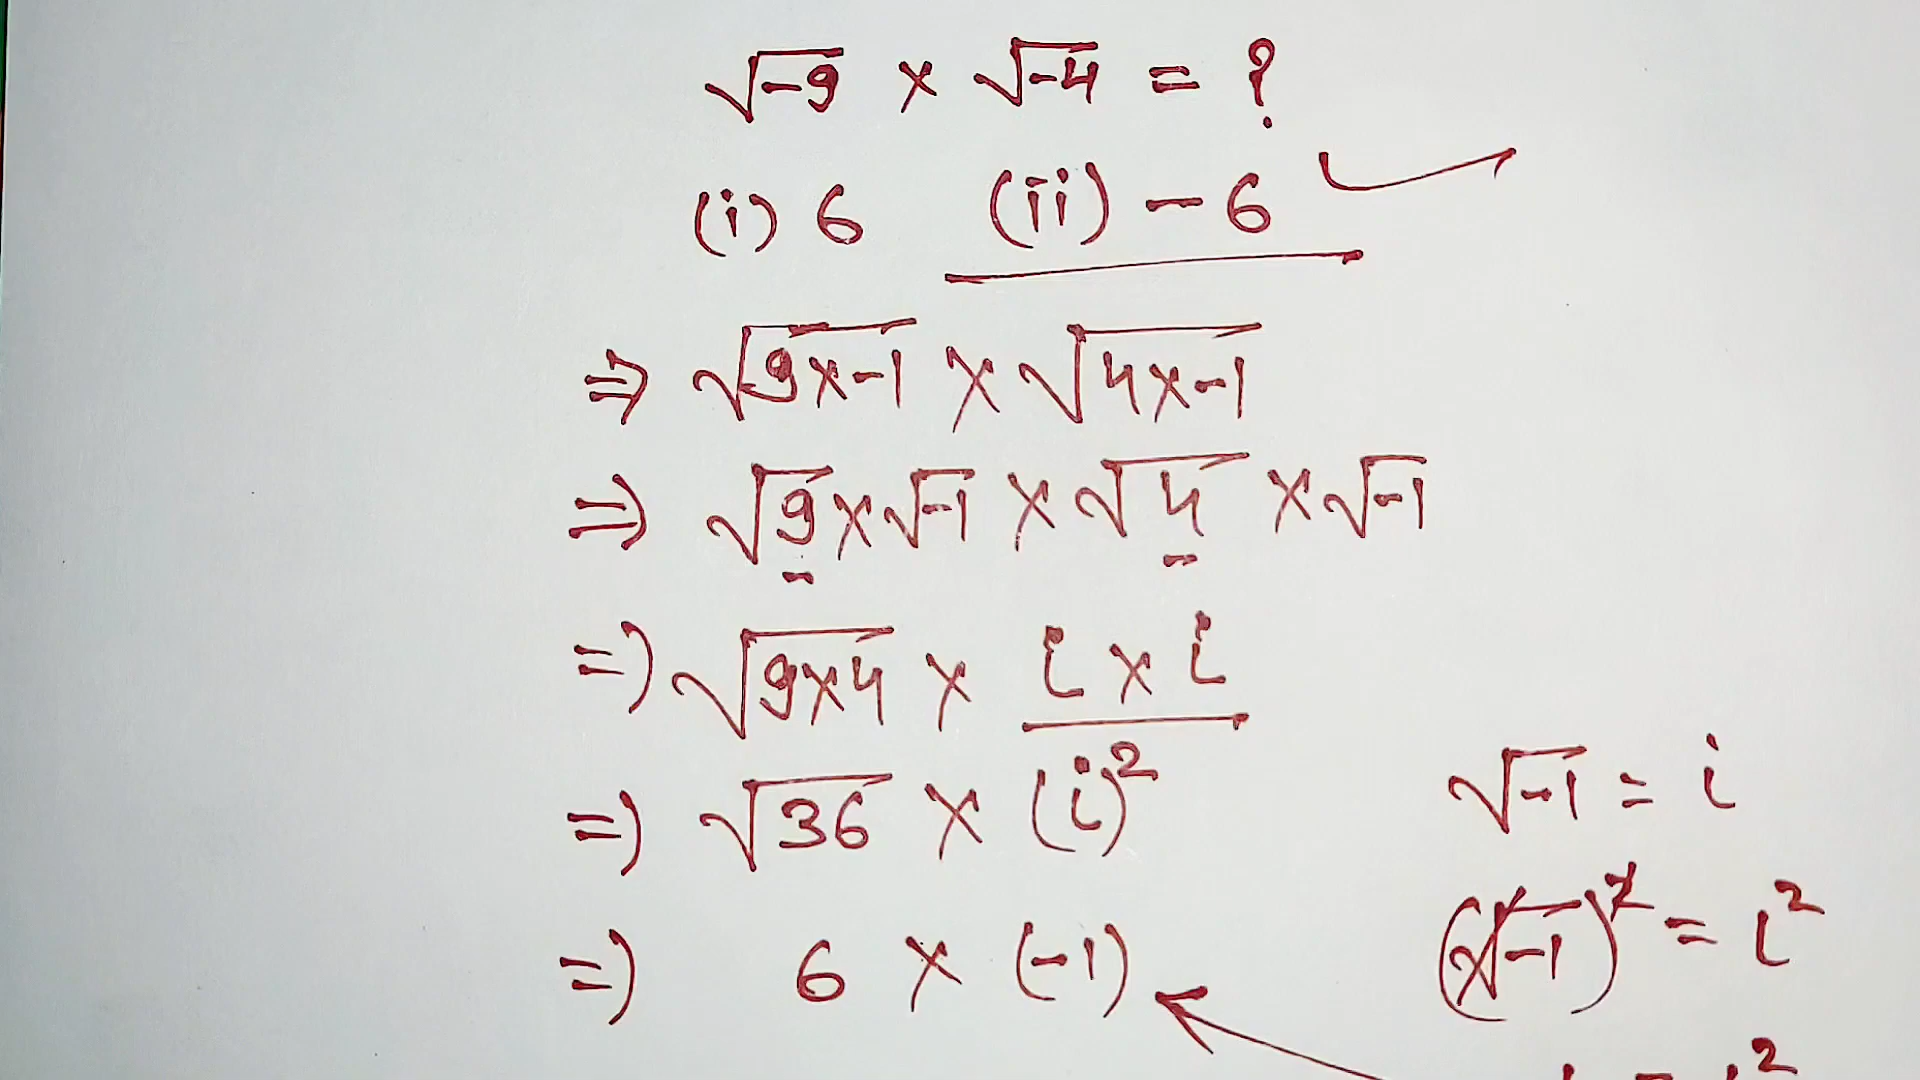 √-9 × √-4 = ?
(i) 6 (ii) - 6 ✓
⇒ √9×-1 × √4×-1
⇒ √9 × √-1 × √4 × √-1
⇒ √9×4 × i × i
⇒ √36 × (i)²
⇒ 6 × (-1)
√-1 = i
(√-1)² = i²